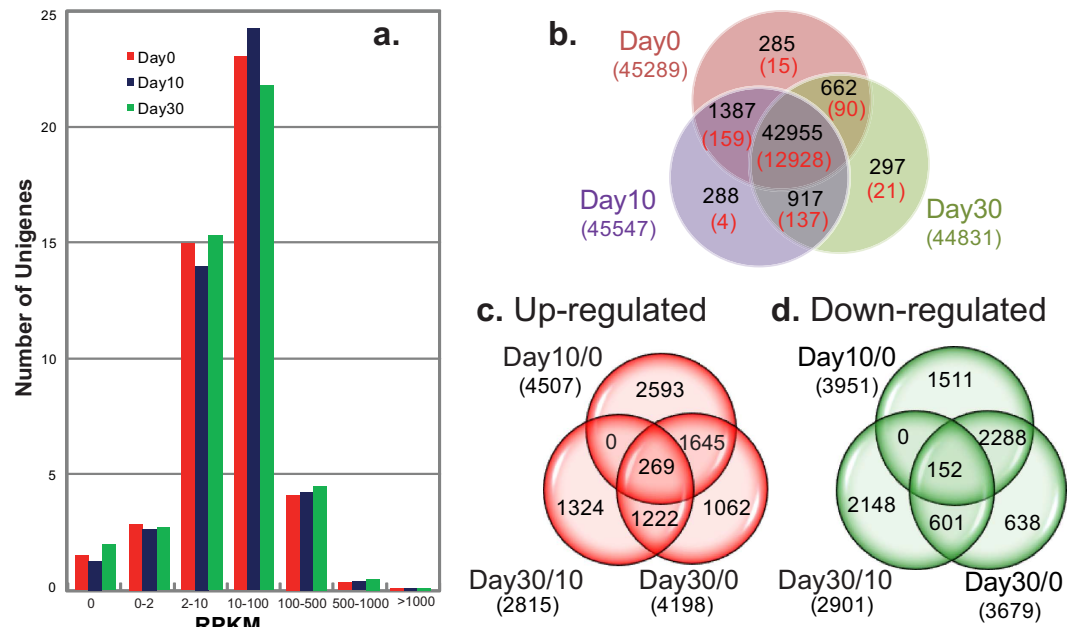 a.
25
20
15
10
5
0
Number of Unigenes
Day0
Day10
Day30
0
0-2
2-10
10-100
100-500
500-1000
>1000
RPKM
b.
Day0
(45289)
285
(15)
662
(90)
1387
(159)
42955
(12928)
297
(21)
288
(4)
917
(137)
Day10
(45547)
Day30
(44831)
c. Up-regulated
Day10/0
(4507)
2593
0
1645
269
1324
1222
1062
Day30/10
(2815)
Day30/0
(4198)
d. Down-regulated
Day10/0
(3951)
1511
0
2288
152
2148
601
638
Day30/10
(2901)
Day30/0
(3679)